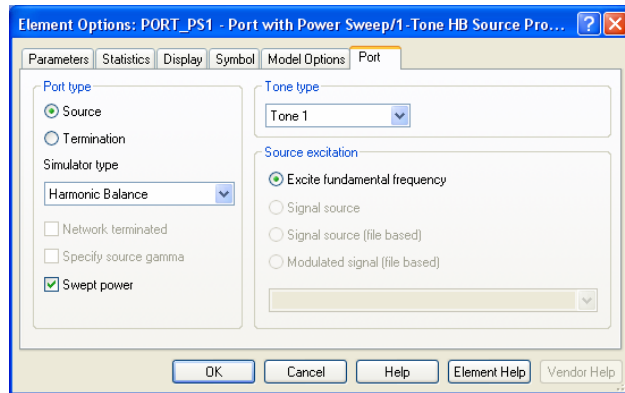 Element Options: PORT_PS1 - Port with Power Sweep/1-Tone HB Source Pro...
Parameters Statistics Display Symbol Model Options Port
Port type
Source
Termination
Simulator type
Harmonic Balance
Network terminated
Specify source gamma
Swept power
Tone type
Tone 1
Source excitation
Excite fundamental frequency
Signal source
Signal source (file based)
Modulated signal (file based)
OK Cancel Help Element Help Vendor Help